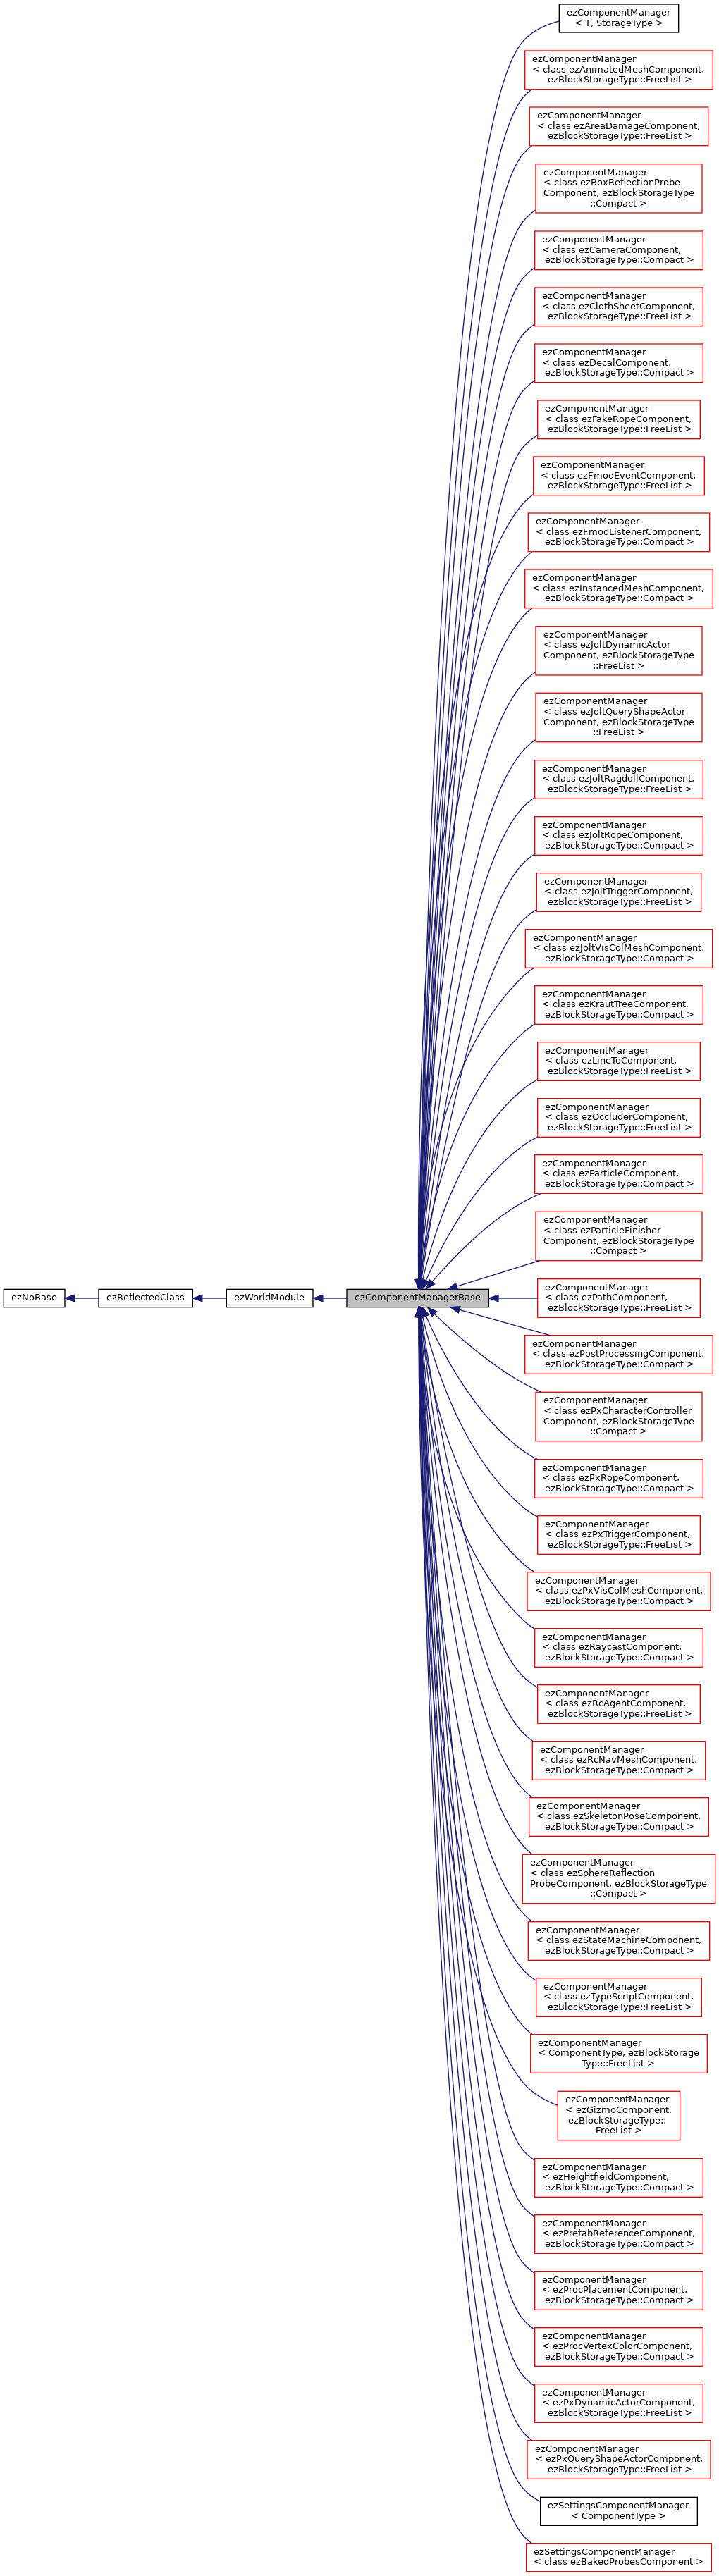 ezComponentManager
< T, StorageType >
ezComponentManager
< class ezAnimatedMeshComponent,
ezBlockStorageType::FreeList >
ezComponentManager
< class ezAreaDamageComponent,
ezBlockStorageType::FreeList >
ezComponentManager
< class ezBoxReflectionProbe
Component, ezBlockStorageType
::Compact >
ezComponentManager
< class ezCameraComponent,
ezBlockStorageType::Compact >
ezComponentManager
< class ezClothSheetComponent,
ezBlockStorageType::FreeList >
ezComponentManager
< class ezDecalComponent,
ezBlockStorageType::Compact >
ezComponentManager
< class ezFakeRopeComponent,
ezBlockStorageType::FreeList >
ezComponentManager
< class ezFmodEventComponent,
ezBlockStorageType::FreeList >
ezComponentManager
< class ezFmodListenerComponent,
ezBlockStorageType::Compact >
ezComponentManager
< class ezInstancedMeshComponent,
ezBlockStorageType::Compact >
ezComponentManager
< class ezJoltDynamicActor
Component, ezBlockStorageType
::FreeList >
ezComponentManager
< class ezJoltQueryShapeActor
Component, ezBlockStorageType
::FreeList >
ezComponentManager
< class ezJoltRagdollComponent,
ezBlockStorageType::FreeList >
ezComponentManager
< class ezJoltRopeComponent,
ezBlockStorageType::Compact >
ezComponentManager
< class ezJoltTriggerComponent,
ezBlockStorageType::FreeList >
ezComponentManager
< class ezJoltVisColMeshComponent,
ezBlockStorageType::Compact >
ezComponentManager
< class ezKrautTreeComponent,
ezBlockStorageType::Compact >
ezComponentManager
< class ezLineToComponent,
ezBlockStorageType::FreeList >
ezComponentManager
< class ezOccluderComponent,
ezBlockStorageType::FreeList >
ezComponentManager
< class ezParticleComponent,
ezBlockStorageType::Compact >
ezComponentManager
< class ezParticleFinisher
Component, ezBlockStorageType
::Compact >
ezNoBase
ezReflectedClass
ezWorldModule
ezComponentManagerBase
ezComponentManager
< class ezPathComponent,
ezBlockStorageType::FreeList >
ezComponentManager
< class ezPostProcessingComponent,
ezBlockStorageType::Compact >
ezComponentManager
< class ezPxCharacterController
Component, ezBlockStorageType
::Compact >
ezComponentManager
< class ezPxRopeComponent,
ezBlockStorageType::Compact >
ezComponentManager
< class ezPxTriggerComponent,
ezBlockStorageType::FreeList >
ezComponentManager
< class ezPxVisColMeshComponent,
ezBlockStorageType::Compact >
ezComponentManager
< class ezRaycastComponent,
ezBlockStorageType::Compact >
ezComponentManager
< class ezRcAgentComponent,
ezBlockStorageType::FreeList >
ezComponentManager
< class ezRcNavMeshComponent,
ezBlockStorageType::Compact >
ezComponentManager
< class ezSkeletonPoseComponent,
ezBlockStorageType::Compact >
ezComponentManager
< class ezSphereReflection
ProbeComponent, ezBlockStorageType
::Compact >
ezComponentManager
< class ezStateMachineComponent,
ezBlockStorageType::Compact >
ezComponentManager
< class ezTypeScriptComponent,
ezBlockStorageType::FreeList >
ezComponentManager
< ComponentType, ezBlockStorage
Type::FreeList >
ezComponentManager
< ezGizmoComponent,
ezBlockStorageType::
FreeList >
ezComponentManager
< ezHeightfieldComponent,
ezBlockStorageType::Compact >
ezComponentManager
< ezPrefabReferenceComponent,
ezBlockStorageType::Compact >
ezComponentManager
< ezProcPlacementComponent,
ezBlockStorageType::Compact >
ezComponentManager
< ezProcVertexColorComponent,
ezBlockStorageType::Compact >
ezComponentManager
< ezPxDynamicActorComponent,
ezBlockStorageType::FreeList >
ezComponentManager
< ezPxQueryShapeActorComponent,
ezBlockStorageType::FreeList >
ezSettingsComponentManager
< ComponentType >
ezSettingsComponentManager
< class ezBakedProbesComponent >